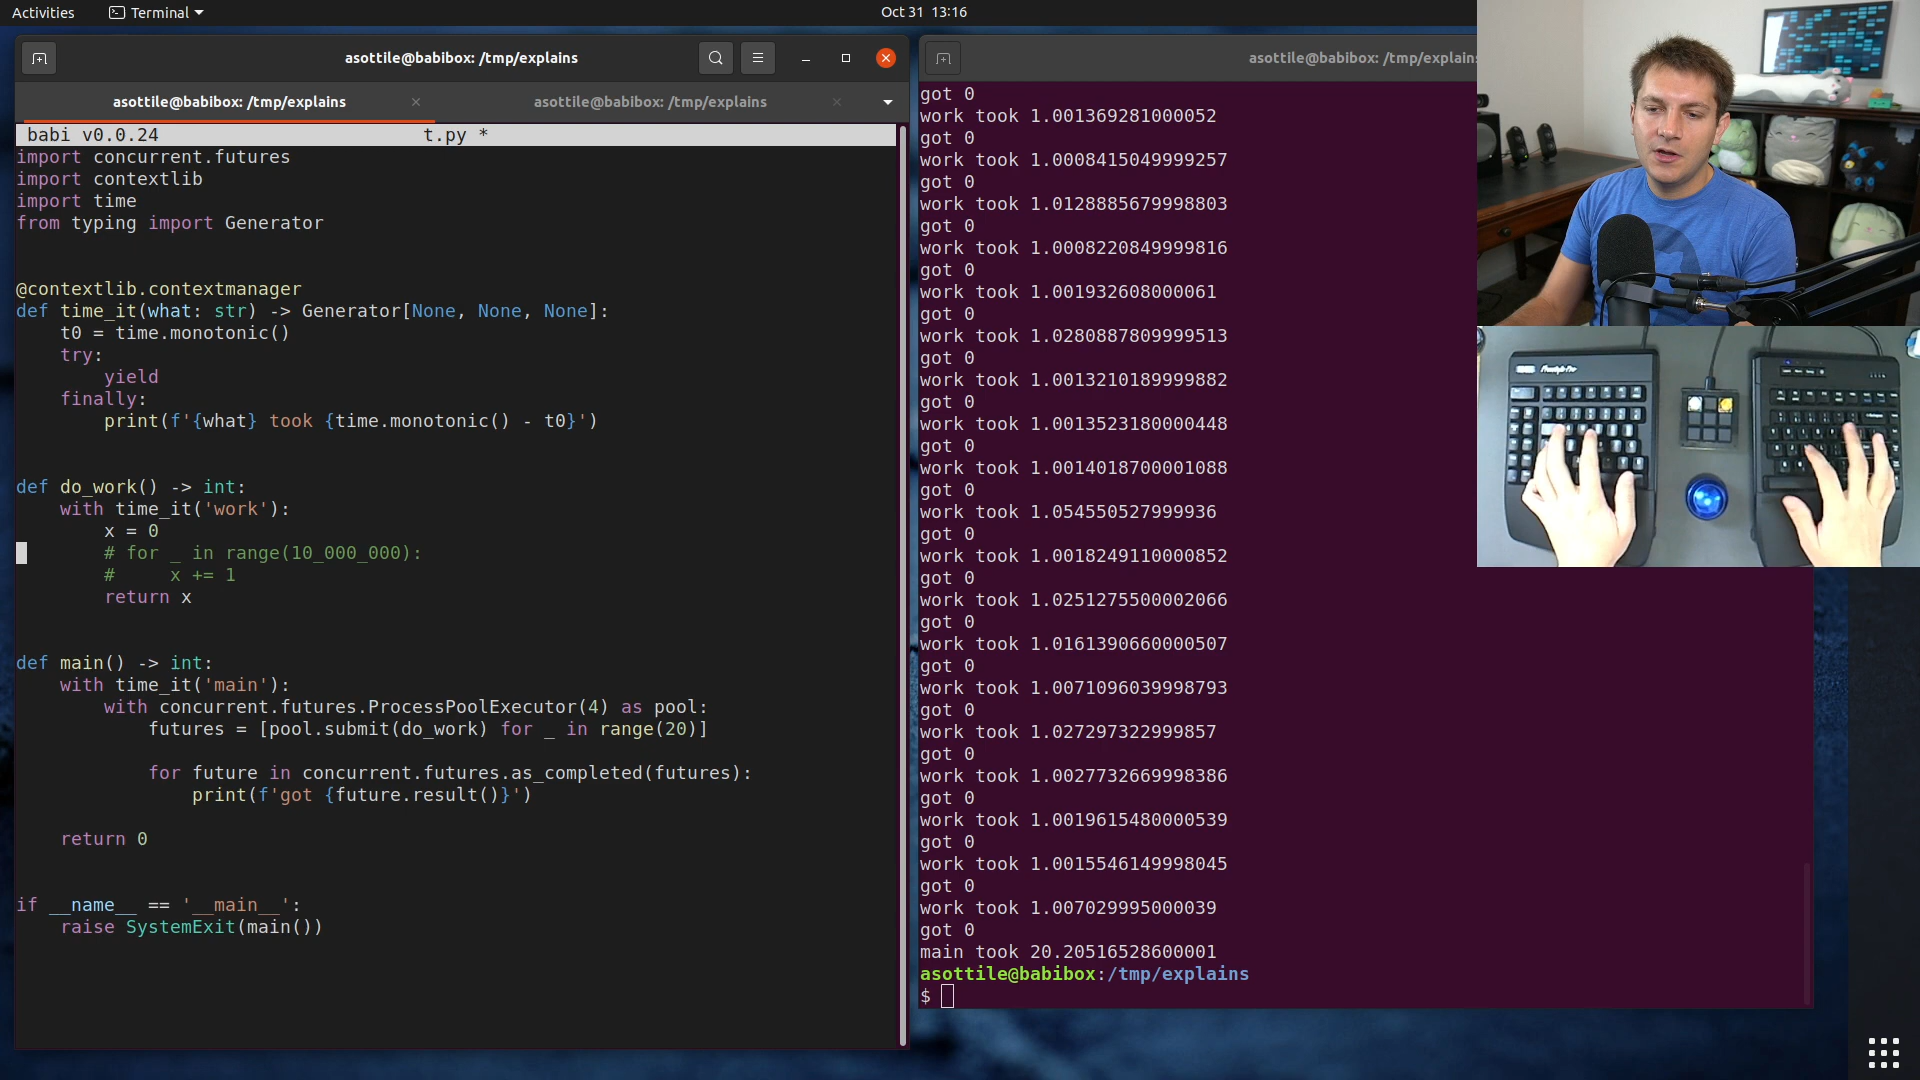 Activities
Terminal
Oct 31 13:16
asottile@babibox: /tmp/explains
asottile@babibox: /tmp/explains
asottile@babibox: /tmp/explains
babi v0.0.24 t.py *
import concurrent.futures
import contextlib
import time
from typing import Generator
@contextlib.contextmanager
def time_it(what: str) -> Generator[None, None, None]:
    t0 = time.monotonic()
    try:
        yield
    finally:
        print(f'{what} took {time.monotonic() - t0}')
def do_work() -> int:
    with time_it('work'):
        x = 0
        # for _ in range(10_000_000):
        #     x += 1
        return x
def main() -> int:
    with time_it('main'):
        with concurrent.futures.ProcessPoolExecutor(4) as pool:
            futures = [pool.submit(do_work) for _ in range(20)]
            for future in concurrent.futures.as_completed(futures):
                print(f'got {future.result()}')
    return 0
if __name__ == '__main__':
    raise SystemExit(main())
asottile@babibox: /tmp/explains
got 0
work took 1.001369281000052
got 0
work took 1.0008415049999257
got 0
work took 1.0128885679998803
got 0
work took 1.0008220849999816
got 0
work took 1.001932608000061
got 0
work took 1.0280887809999513
got 0
work took 1.0013210189999882
got 0
work took 1.0013523180000448
got 0
work took 1.0014018700001088
got 0
work took 1.054550527999936
got 0
work took 1.0018249110000852
got 0
work took 1.0251275500002066
got 0
work took 1.0161390660000507
got 0
work took 1.0071096039998793
got 0
work took 1.027297322999857
got 0
work took 1.0027732669998386
got 0
work took 1.0019615480000539
got 0
work took 1.0015546149998045
got 0
work took 1.007029995000039
got 0
main took 20.20516528600001
asottile@babibox:/tmp/explains
$